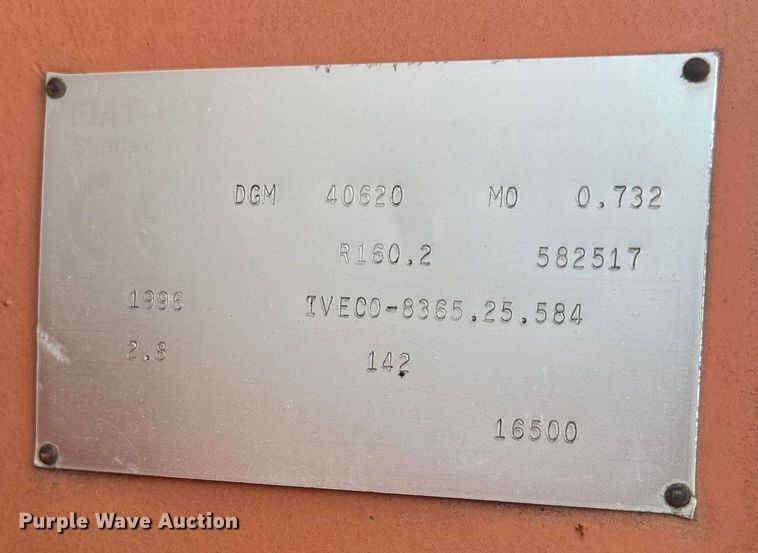 DGM 40620 MO 0.732
R160.2 582517
1996 IVECO-8365.25.584
2.8 142
16500
Purple Wave Auction